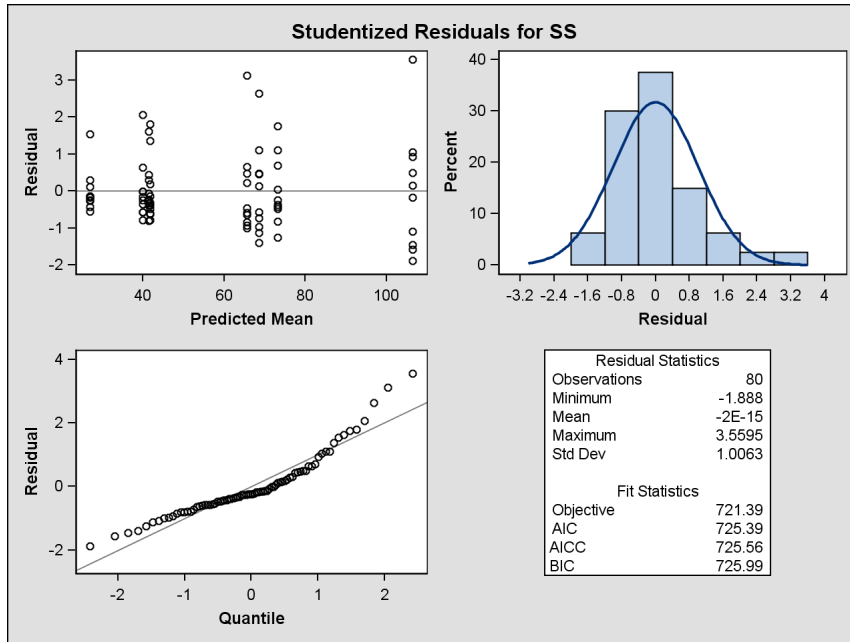 Studentized Residuals for SS
Residual
3
2
1
0
-1
-2
40 60 80 100
Predicted Mean
Percent
40
30
20
10
0
-3.2 -2.4 -1.6 -0.8 0 0.8 1.6 2.4 3.2 4
Residual
Residual
4
2
0
-2
-2 -1 0 1 2
Quantile
Residual Statistics
Observations 80
Minimum -1.888
Mean -2E-15
Maximum 3.5595
Std Dev 1.0063
Fit Statistics
Objective 721.39
AIC 725.39
AICC 725.56
BIC 725.99